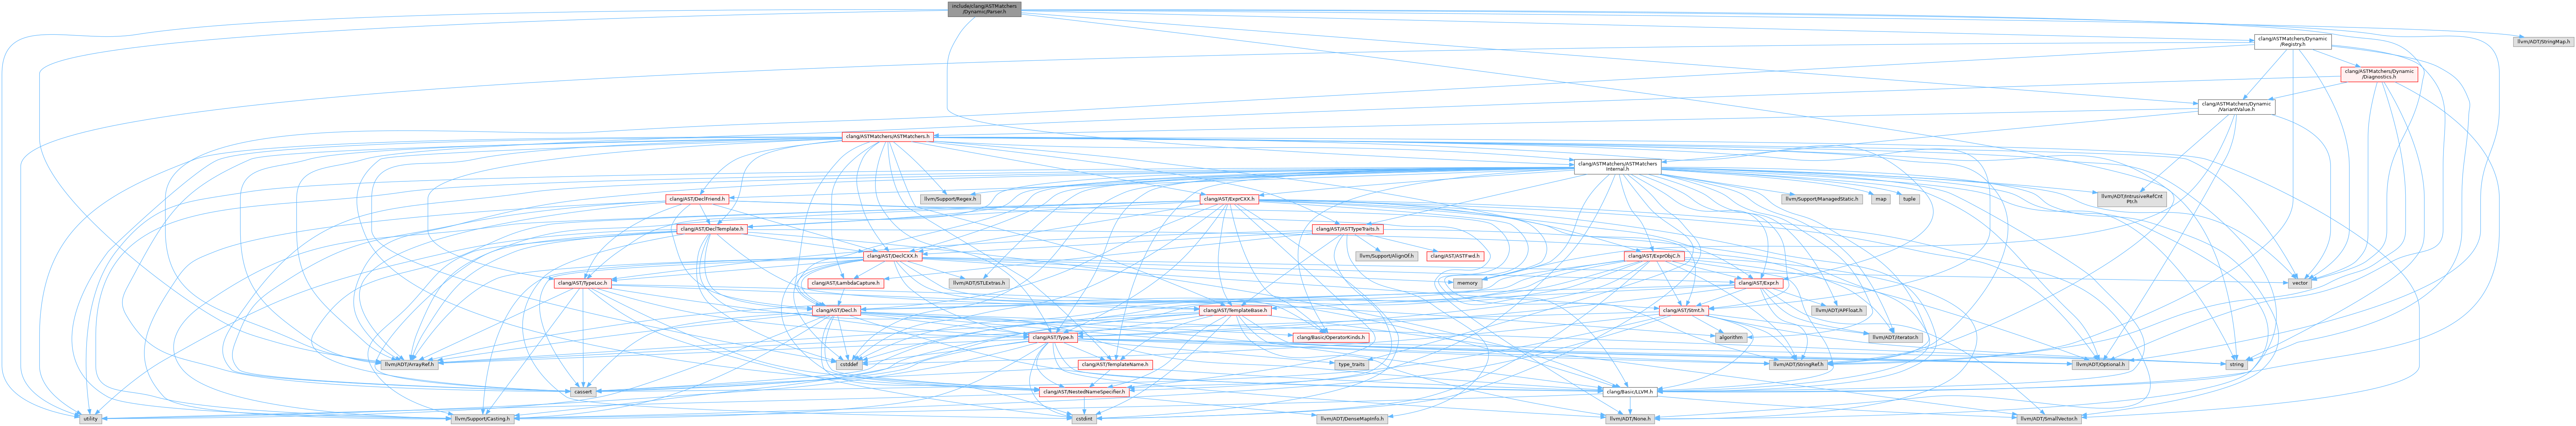 include/clang/ASTMatchers
/Dynamic/Parser.h
clang/ASTMatchers/Dynamic
/Registry.h
llvm/ADT/StringMap.h
clang/ASTMatchers/Dynamic
/Diagnostics.h
clang/ASTMatchers/Dynamic
/VariantValue.h
clang/ASTMatchers/ASTMatchers.h
clang/ASTMatchers/ASTMatchers
Internal.h
clang/AST/DeclFriend.h
llvm/Support/Regex.h
clang/AST/ExprCXX.h
llvm/Support/ManagedStatic.h
map
tuple
llvm/ADT/IntrusiveRefCnt
Ptr.h
clang/AST/DeclTemplate.h
clang/AST/ASTTypeTraits.h
clang/AST/DeclCXX.h
llvm/Support/AlignOf.h
clang/AST/ASTFwd.h
clang/AST/ExprObjC.h
clang/AST/TypeLoc.h
clang/AST/LambdaCapture.h
llvm/ADT/STLExtras.h
memory
clang/AST/Expr.h
vector
clang/AST/Decl.h
clang/AST/TemplateBase.h
clang/AST/Stmt.h
llvm/ADT/APFloat.h
clang/AST/Type.h
clang/Basic/OperatorKinds.h
algorithm
llvm/ADT/iterator.h
llvm/ADT/ArrayRef.h
cstddef
clang/AST/TemplateName.h
type_traits
llvm/ADT/StringRef.h
llvm/ADT/Optional.h
string
cassert
clang/AST/NestedNameSpecifier.h
clang/Basic/LLVM.h
utility
llvm/Support/Casting.h
cstdint
llvm/ADT/DenseMapInfo.h
llvm/ADT/None.h
llvm/ADT/SmallVector.h